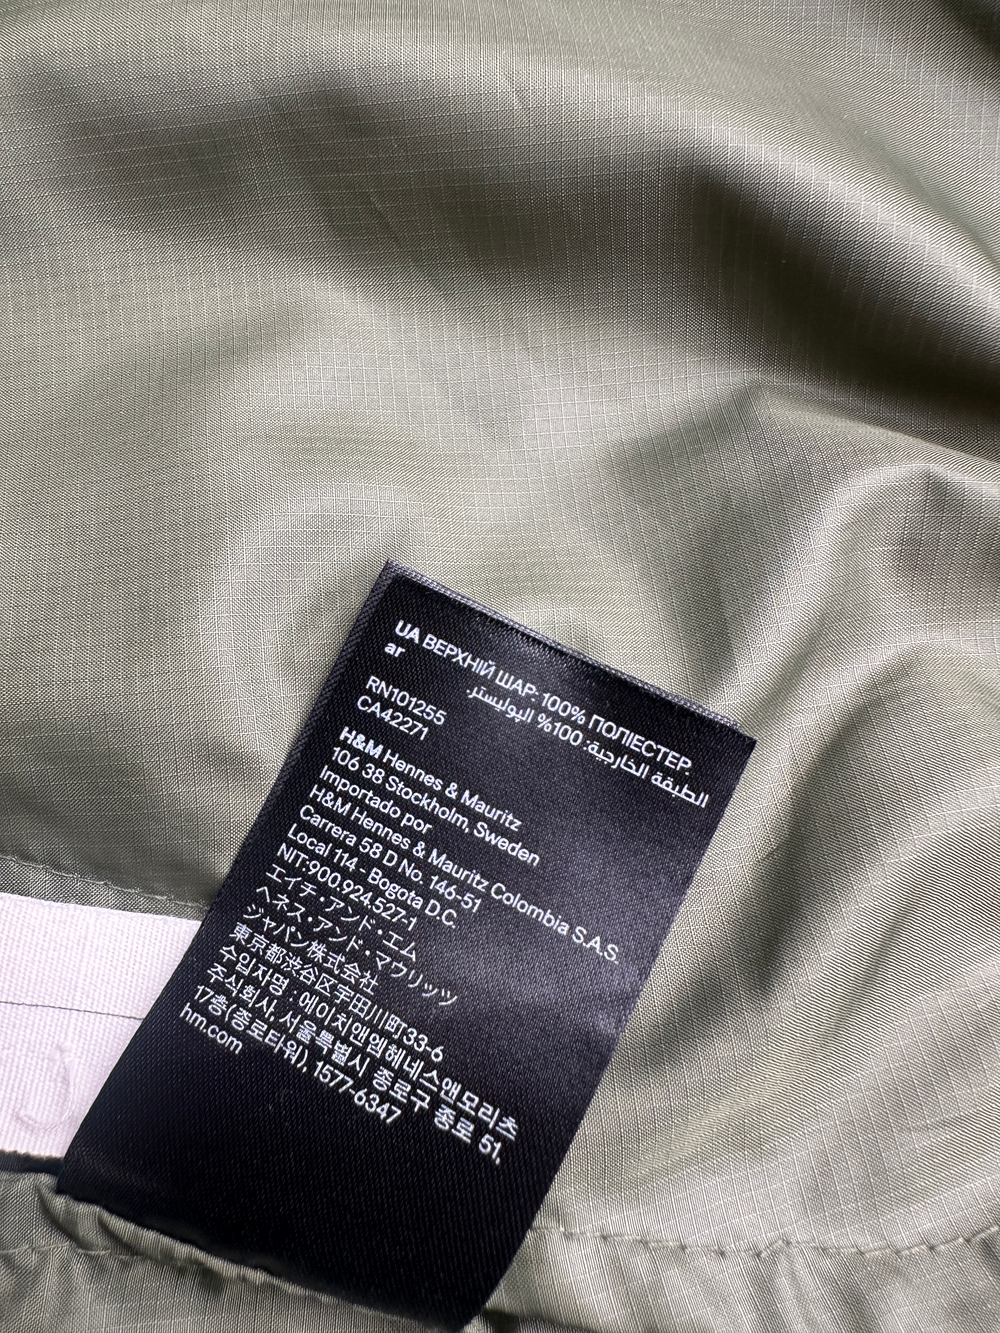 UA ВЕРХНІЙ ШАР: 100% ПОЛІЕСТЕР.
ar
الطبقة الخارجية: 100% البوليستر.
RN101255
CA42271
H&M Hennes & Mauritz
106 38 Stockholm, Sweden
Importado por
H&M Hennes & Mauritz Colombia S.A.S.
Carrera 58 D No. 146-51
Local 114 - Bogota D.C.
NIT:900.924.527-1
エイチ・アンド・エム
ヘネス・アンド・マウリッツ
ジャパン株式会社
東京都渋谷区宇田川町33-6
수입자명 : 에이치앤엠헤네스앤모리츠
주식회사, 서울특별시 종로구 종로 51,
17층(종로타워), 1577-6347
hm.com